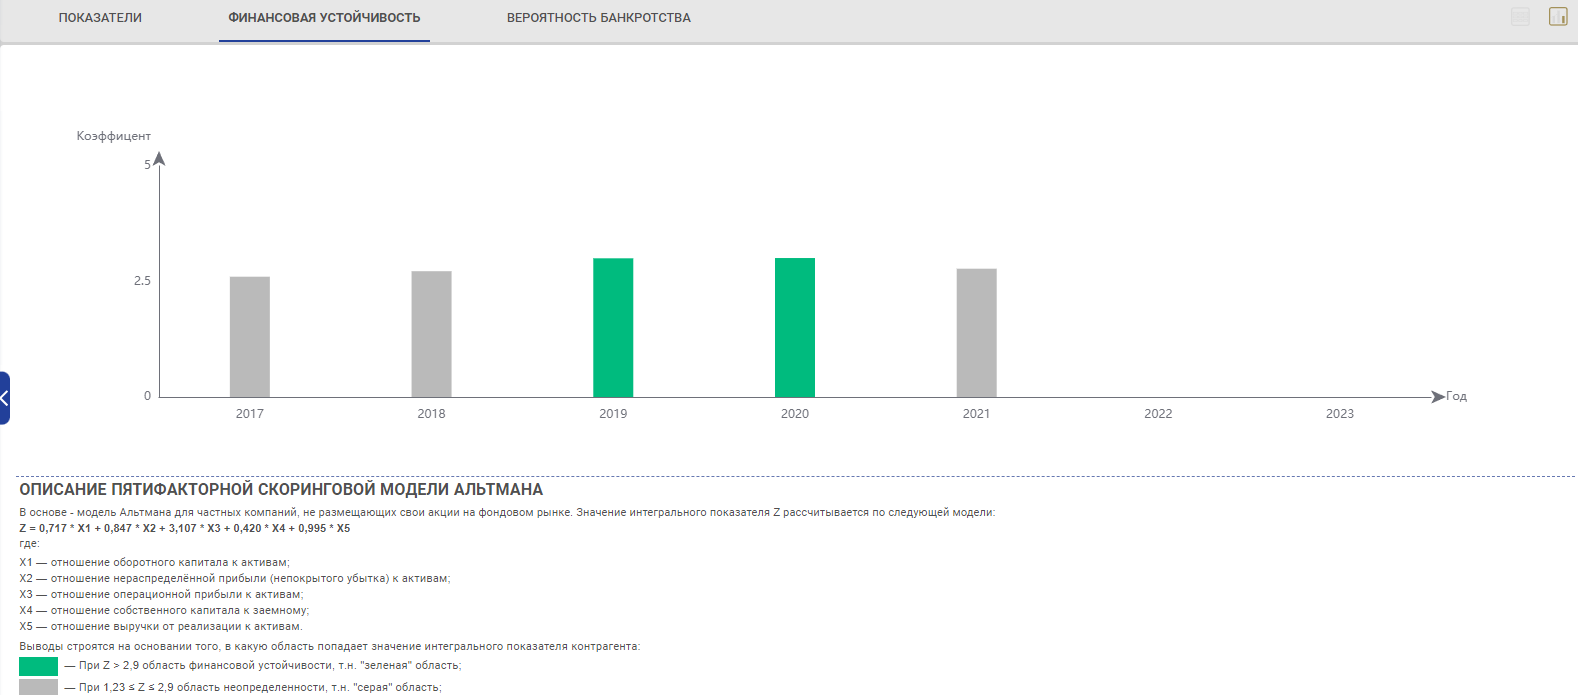 ПОКАЗАТЕЛИ ФИНАНСОВАЯ УСТОЙЧИВОСТЬ ВЕРОЯТНОСТЬ БАНКРОТСТВА
Коэффицент
5
2.5
0
Год
2017 2018 2019 2020 2021 2022 2023
ОПИСАНИЕ ПЯТИФАКТОРНОЙ СКОРИНГОВОЙ МОДЕЛИ АЛЬТМАНА
В основе - модель Альтмана для частных компаний, не размещающих свои акции на фондовом рынке. Значение интегрального показателя Z рассчитывается по следующей модели:
Z = 0,717 * X1 + 0,847 * X2 + 3,107 * X3 + 0,420 * X4 + 0,995 * X5
где:
X1 — отношение оборотного капитала к активам;
X2 — отношение нераспределённой прибыли (непокрытого убытка) к активам;
X3 — отношение операционной прибыли к активам;
X4 — отношение собственного капитала к заемному;
X5 — отношение выручки от реализации к активам.
Выводы строятся на основании того, в какую область попадает значение интегрального показателя контрагента:
— При Z > 2,9 область финансовой устойчивости, т.н. "зеленая" область;
— При 1,23 ≤ Z ≤ 2,9 область неопределенности, т.н. "серая" область;